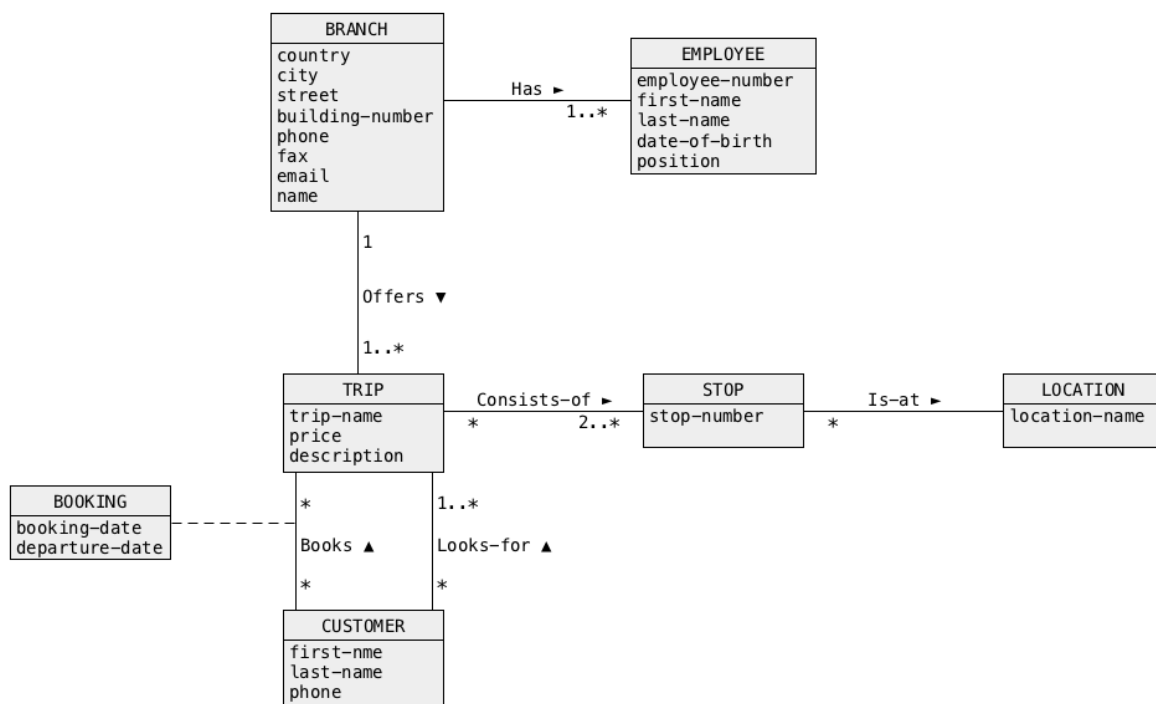 BRANCH
country
city
street
building-number
phone
fax
email
name
Has ►
1..*
EMPLOYEE
employee-number
first-name
last-name
date-of-birth
position
1
Offers ▼
1..*
TRIP
trip-name
price
description
Consists-of ►
*
2..*
STOP
stop-number
Is-at ►
*
LOCATION
location-name
BOOKING
booking-date
departure-date
*
Books ▲
*
1..*
Looks-for ▲
*
CUSTOMER
first-nme
last-name
phone